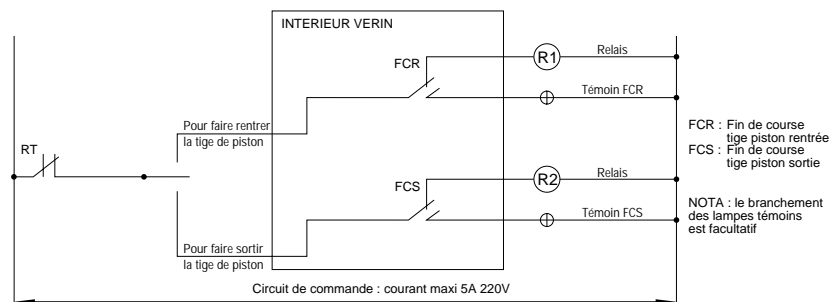 INTERIEUR VERIN
R1
Relais
FCR
Témoin FCR
Pour faire rentrer
la tige de piston
RT
FCR : Fin de course
tige piston rentrée
FCS : Fin de course
tige piston sortie
R2
Relais
FCS
Témoin FCS
NOTA : le branchement
des lampes témoins
est facultatif
Pour faire sortir
la tige de piston
Circuit de commande : courant maxi 5A 220V